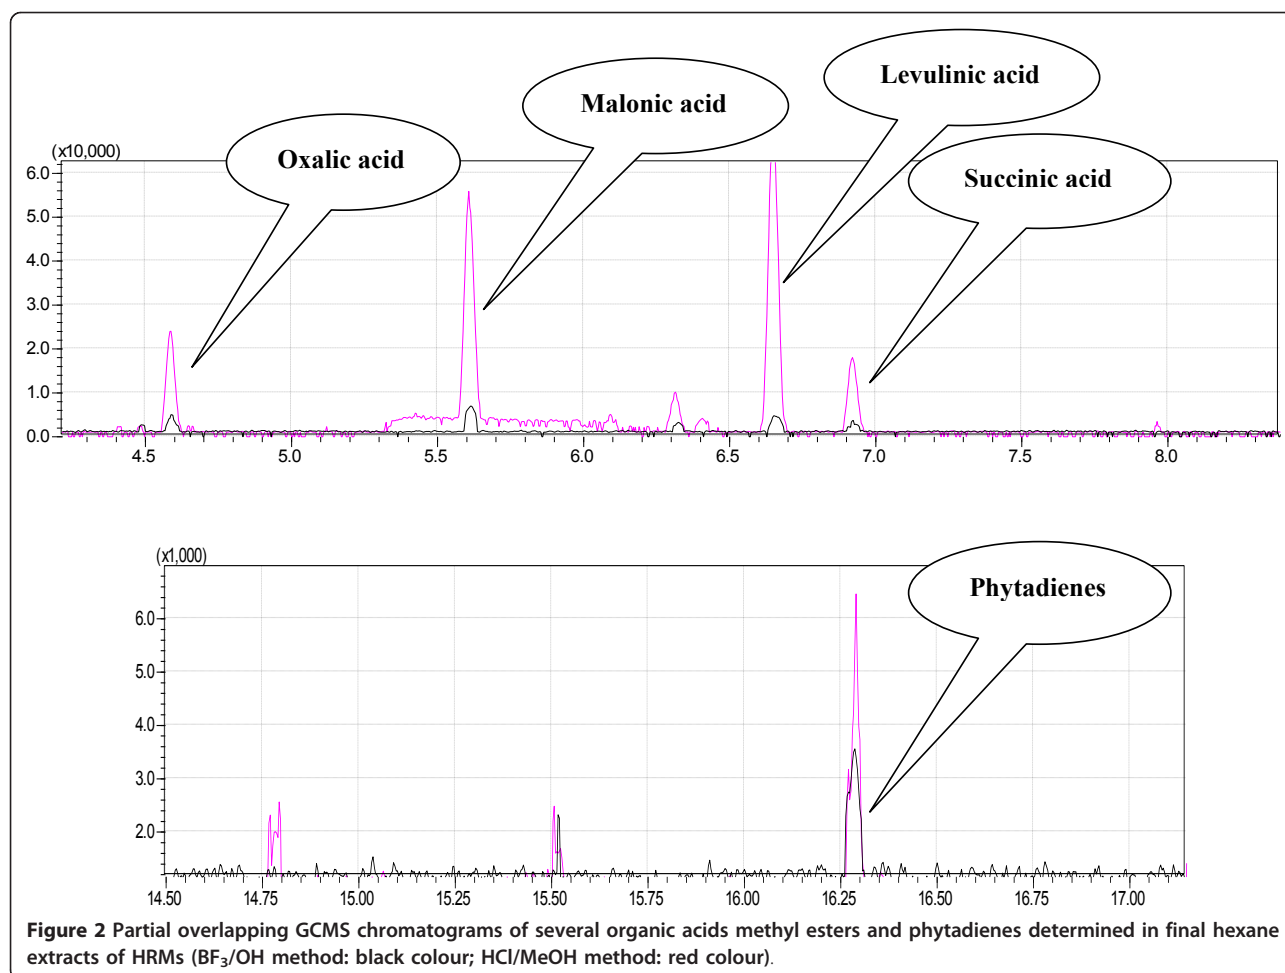 Levulinic acid
Malonic acid
Oxalic acid
Succinic acid
(x10,000)
6.0
5.0
4.0
3.0
2.0
1.0
0.0
4.5 5.0 5.5 6.0 6.5 7.0 7.5 8.0
(x1,000)
Phytadienes
6.0
5.0
4.0
3.0
2.0
14.50 14.75 15.00 15.25 15.50 15.75 16.00 16.25 16.50 16.75 17.00
Figure 2 Partial overlapping GCMS chromatograms of several organic acids methyl esters and phytadienes determined in final hexane
extracts of HRMs (BF₃/OH method: black colour; HCl/MeOH method: red colour).